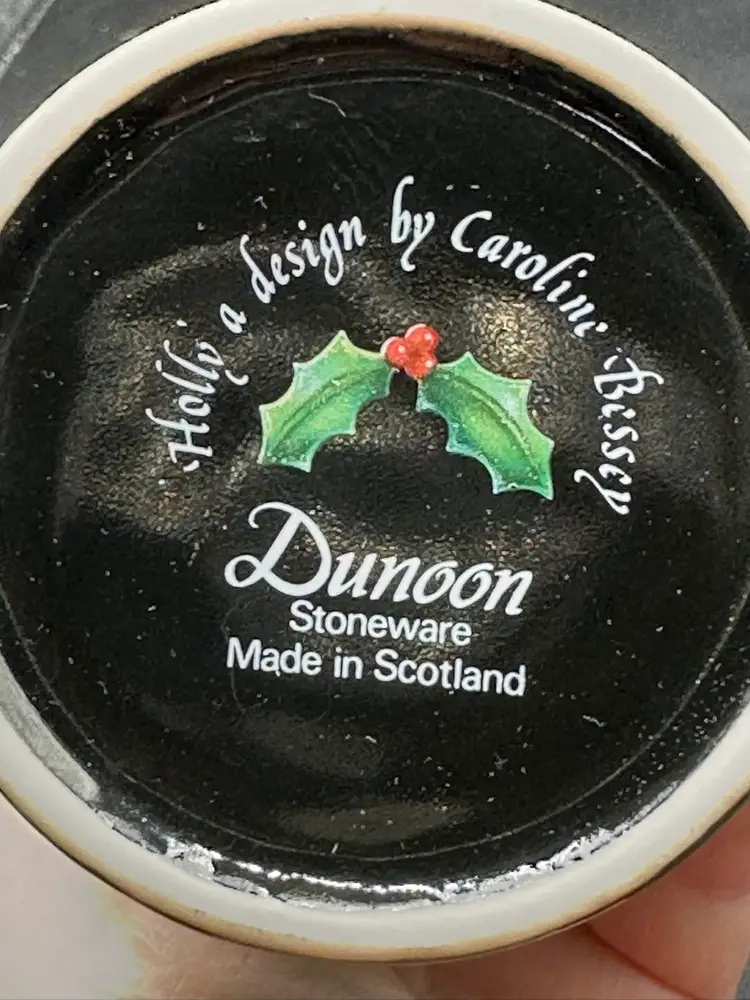 'Holly' a design by Caroline Bessey
Dunoon
Stoneware
Made in Scotland